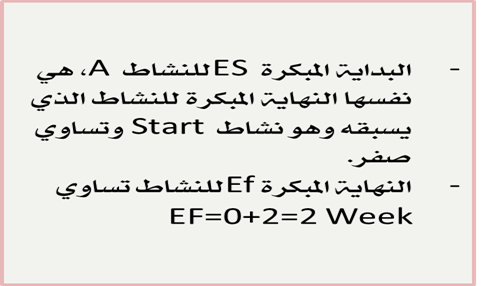 - البداية المبكرة ES للنشاط A، هي
نفسها النهاية المبكرة للنشاط الذي
يسبقه وهو نشاط Start وتساوي
صفر.
- النهاية المبكرة Ef للنشاط تساوي
EF=0+2=2 Week